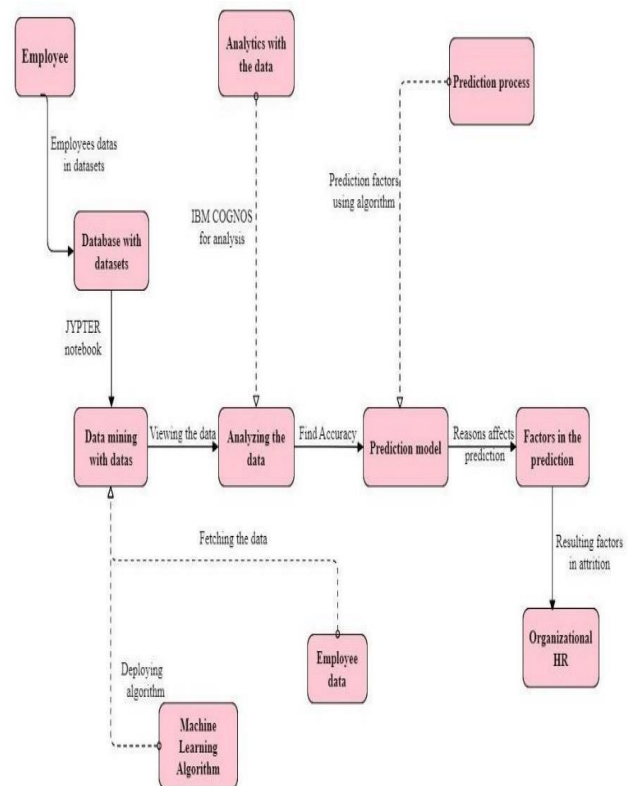 Employee
Analytics with
the data
Prediction process
Employees datas
in datasets
Prediction factors
using algorithm
IBM COGNOS
for analysis
Database with
datasets
JYPTER
notebook
Data mining
with datas
Viewing the data
Analyzing the
data
Find Accuracy
Prediction model
Reasons affects
prediction
Factors in the
prediction
Fetching the data
Resulting factors
in attrition
Organizational
HR
Employee
data
Deploying
algorithm
Machine
Learning
Algorithm